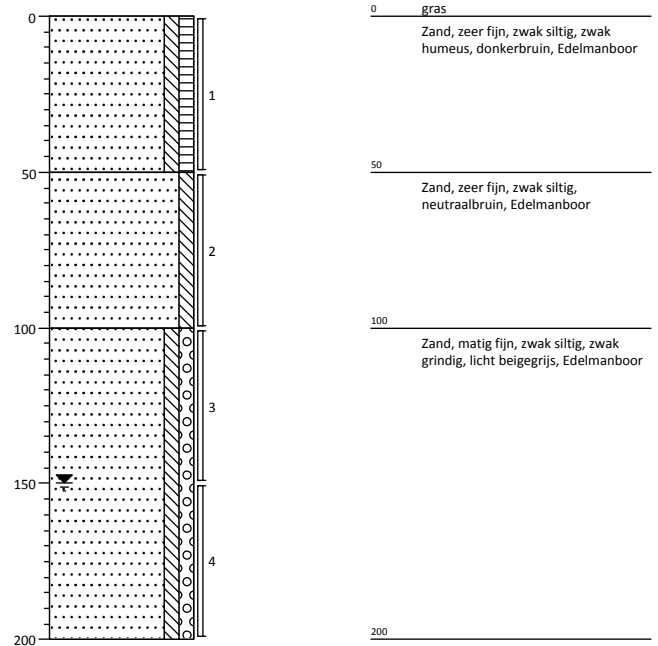 0
50
100
150
200
1
2
3
4
0
gras
Zand, zeer fijn, zwak siltig, zwak
humeus, donkerbruin, Edelmanboor
50
Zand, zeer fijn, zwak siltig,
neutraalbruin, Edelmanboor
100
Zand, matig fijn, zwak siltig, zwak
grindig, licht beigegrijs, Edelmanboor
200